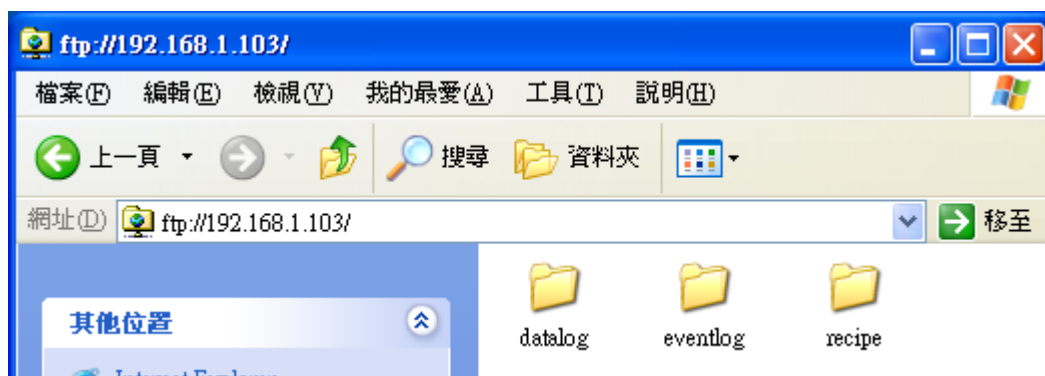 ftp://192.168.1.103/
檔案(F) 編輯(E) 檢視(V) 我的最愛(A) 工具(T) 說明(H)
上一頁 搜尋 資料夾
網址(D) ftp://192.168.1.103/ 移至
其他位置
datalog eventlog recipe
Internet Explorer